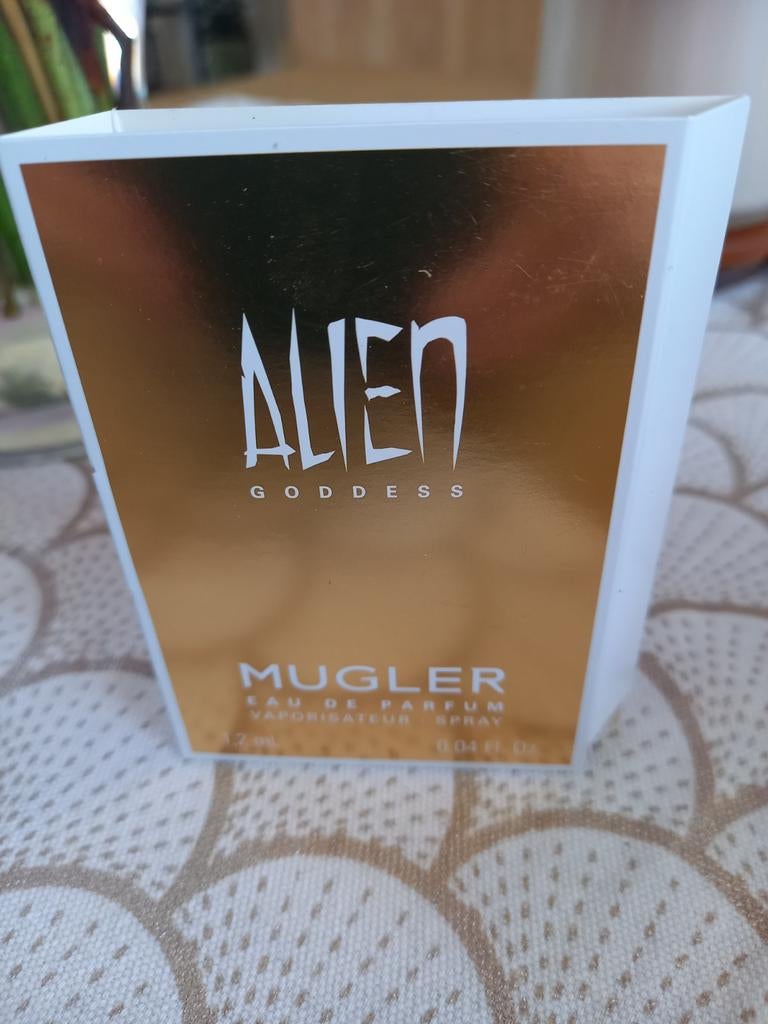 ALIEN
GODDESS
MUGLER
EAU DE PARFUM
VAPORISATEUR · SPRAY
1.2 mL 0.04 Fl. Oz.